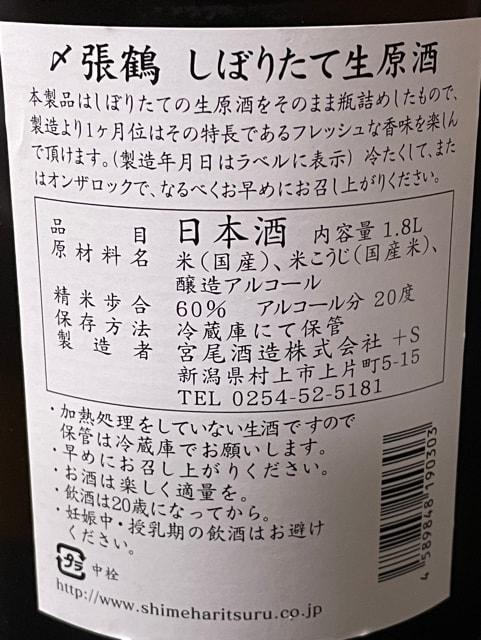 〆張鶴 しぼりたて生原酒
本製品はしぼりたての生原酒をそのまま瓶詰めしたもので、
製造より1ヶ月位はその特長であるフレッシュな香味を楽しん
で頂けます。(製造年月日はラベルに表示) 冷たくして、また
はオンザロックで、なるべくお早めにお召し上がりください。
品目 日本酒 内容量 1.8L
原材料名 米(国産)、米こうじ(国産米)、
醸造アルコール
精米歩合 60% アルコール分 20度
保存方法 冷蔵庫にて保管
製造者 宮尾酒造株式会社 +S
新潟県村上市上片町5-15
TEL 0254-52-5181
・加熱処理をしていない生酒ですので
保管は冷蔵庫でお願いします。
・早めにお召し上がりください。
・お酒は楽しく適量を。
・飲酒は20歳になってから。
・妊娠中・授乳期の飲酒はお避け
ください。
プラ 中栓
http://www.shimeharitsuru.co.jp
4 589848 190303